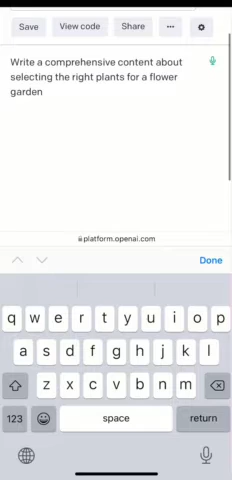 Save View code Share ...
Write a comprehensive content about
selecting the right plants for a flower
garden
platform.openai.com
Done
q w e r t y u i o p
a s d f g h j k l
z x c v b n m
123 space return